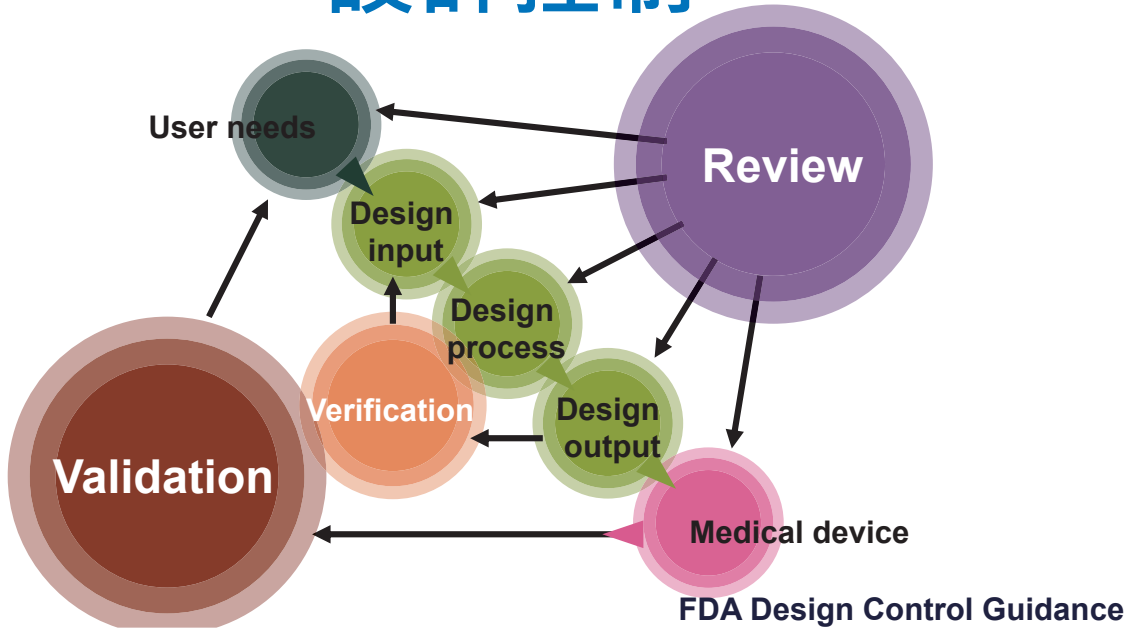 User needs
Review
Design
input
Design
process
Verification
Design
output
Validation
Medical device
FDA Design Control Guidance